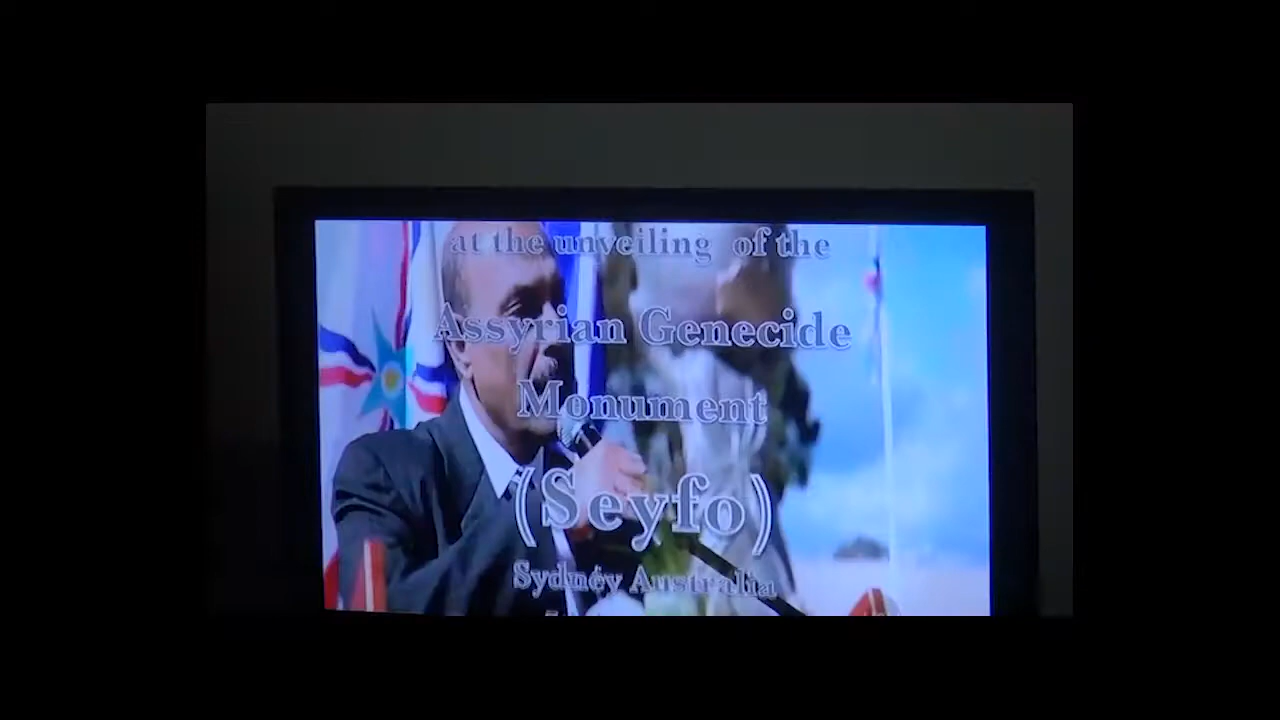 at the unveiling of the
Assyrian Genecide
Monument
(Seyfo)
Sydney Australia